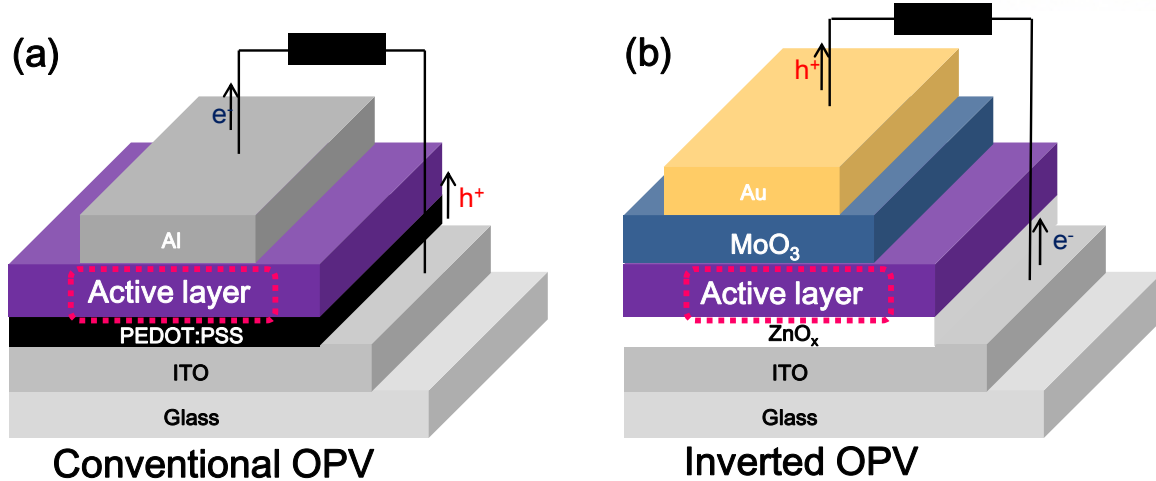 (a)
e⁻
h⁺
Al
Active layer
PEDOT:PSS
ITO
Glass
Conventional OPV
(b)
h⁺
Au
MoO₃
e⁻
Active layer
ZnOₓ
ITO
Glass
Inverted OPV